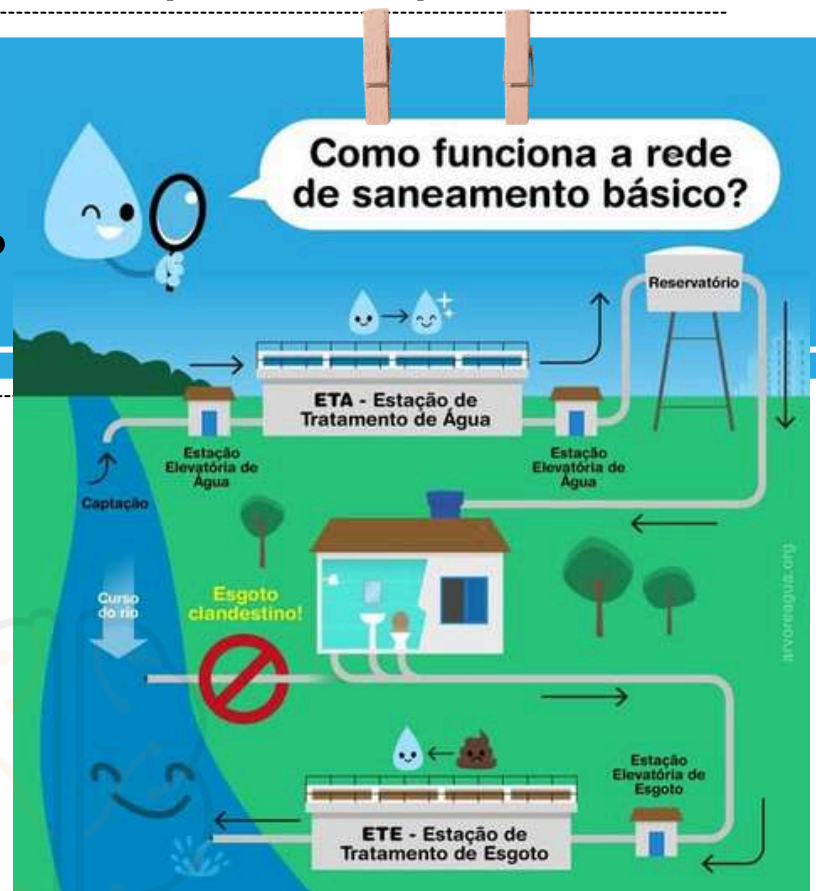 Como funciona a rede
de saneamento básico?
Reservatório
ETA - Estação de
Tratamento de Água
Estação
Elevatória de
Água
Estação
Elevatória de
Água
Captação
Curso
do rio
Esgoto
clandestino!
arvoreagua.org
Estação
Elevatória de
Esgoto
ETE - Estação de
Tratamento de Esgoto